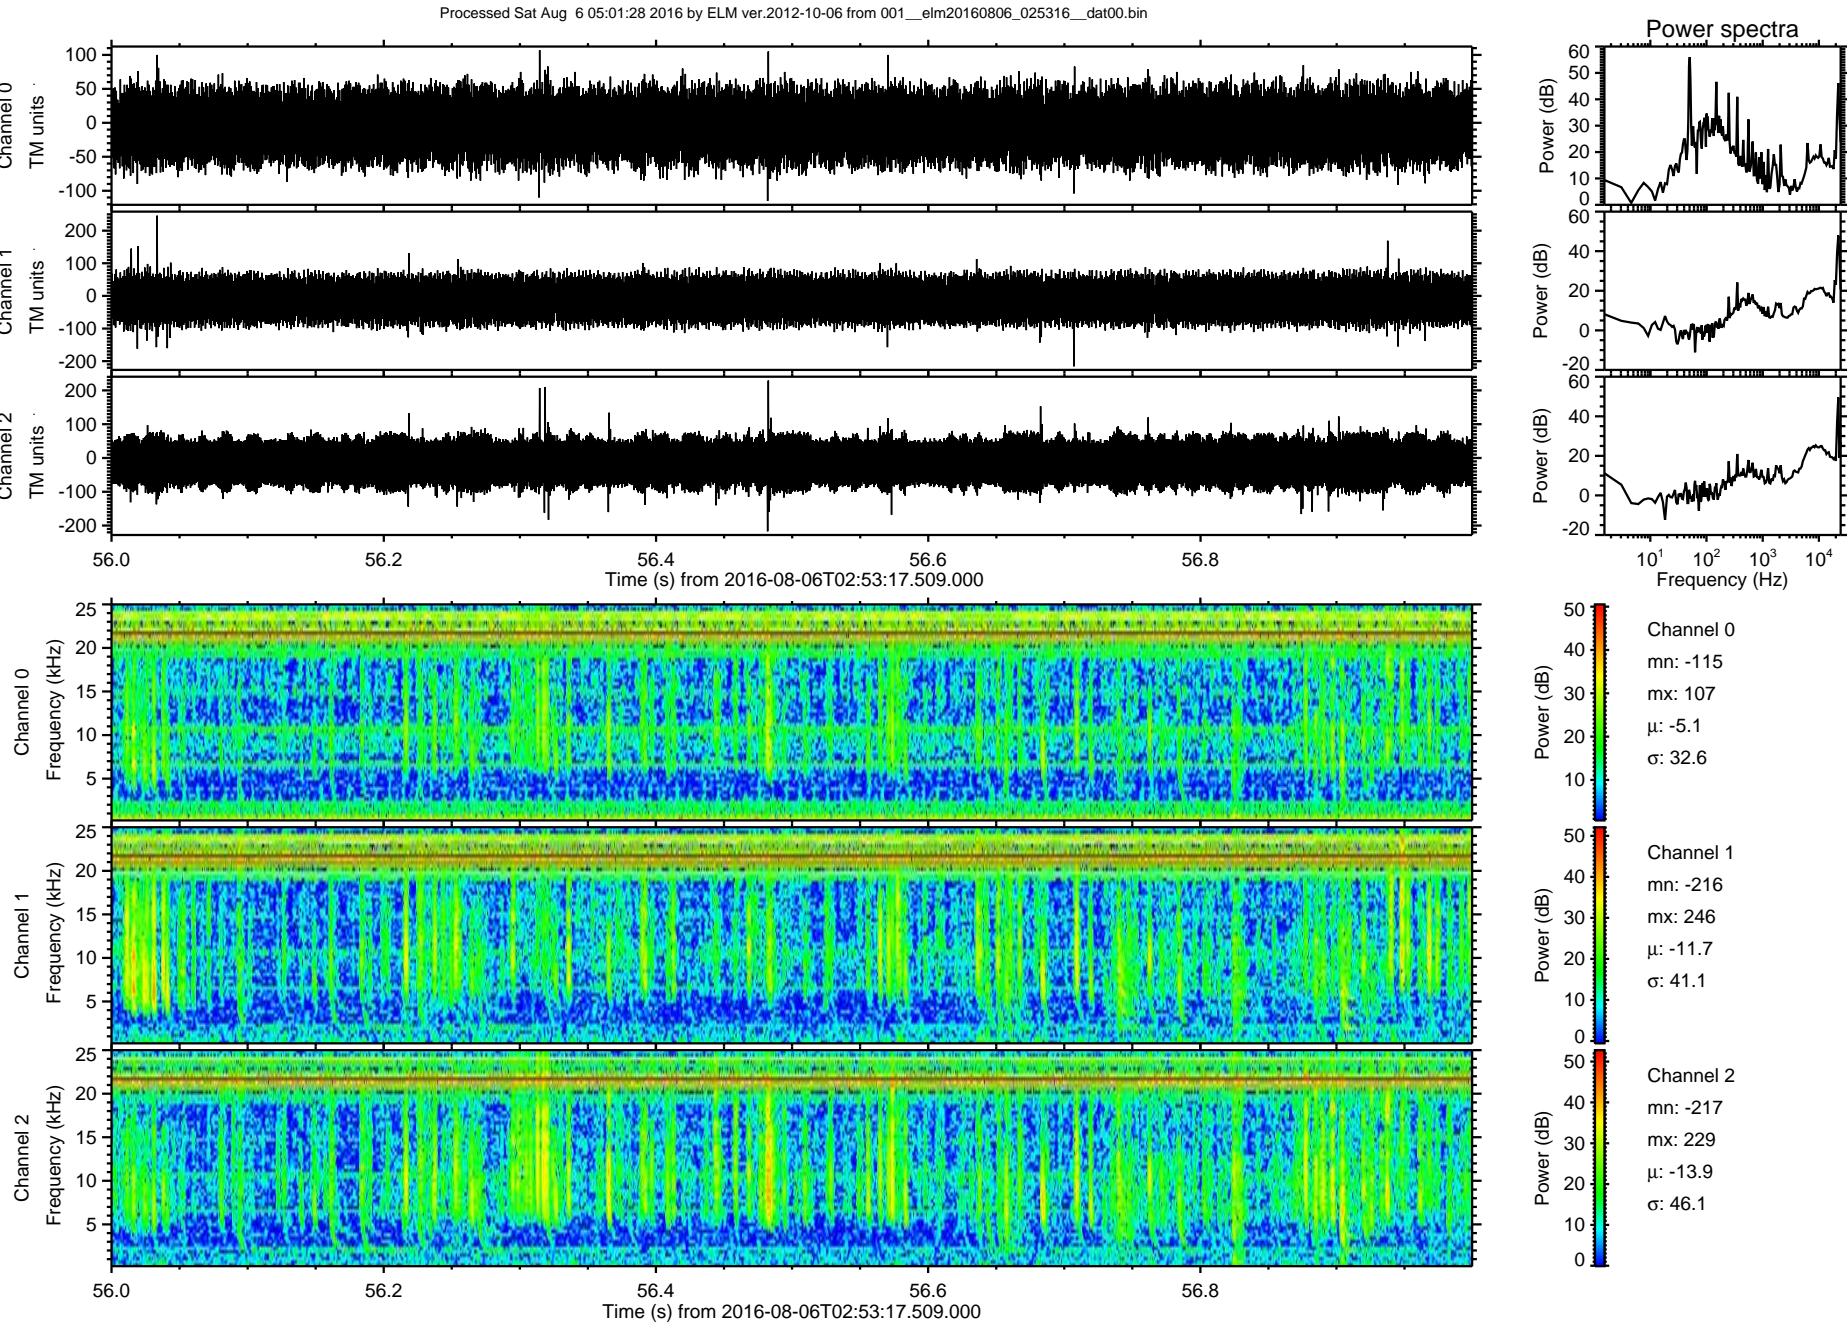 Processed Sat Aug  6 05:01:28 2016 by ELM ver.2012-10-06 from 001__elm20160806_025316__dat00.bin
Power spectra
Channel 0
TM units
100
50
0
-50
-100
Power (dB)
60
50
40
30
20
10
0
Channel 1
TM units
200
100
0
-100
-200
Power (dB)
60
40
20
0
-20
Channel 2
TM units
200
100
0
-100
-200
Power (dB)
60
40
20
0
-20
56.0 56.2 56.4 56.6 56.8
Time (s) from 2016-08-06T02:53:17.509.000
10¹ 10² 10³ 10⁴
Frequency (Hz)
Channel 0
Frequency (kHz)
25
20
15
10
5
Power (dB)
50
40
30
20
10
Channel 0
mn: -115
mx: 107
μ: -5.1
σ: 32.6
Channel 1
Frequency (kHz)
25
20
15
10
5
Power (dB)
50
40
30
20
10
0
Channel 1
mn: -216
mx: 246
μ: -11.7
σ: 41.1
Channel 2
Frequency (kHz)
25
20
15
10
5
Power (dB)
50
40
30
20
10
0
Channel 2
mn: -217
mx: 229
μ: -13.9
σ: 46.1
56.0 56.2 56.4 56.6 56.8
Time (s) from 2016-08-06T02:53:17.509.000